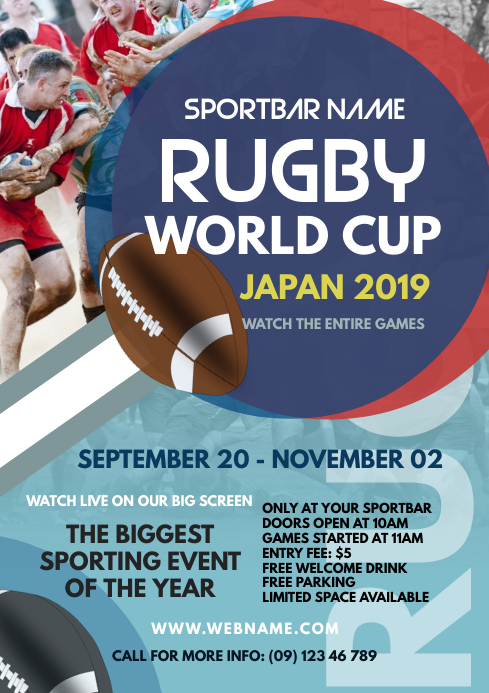 SPORTBAR NAME
RUGBY
WORLD CUP
JAPAN 2019
WATCH THE ENTIRE GAMES
SEPTEMBER 20 - NOVEMBER 02
WATCH LIVE ON OUR BIG SCREEN
THE BIGGEST
SPORTING EVENT
OF THE YEAR
ONLY AT YOUR SPORTBAR
DOORS OPEN AT 10AM
GAMES STARTED AT 11AM
ENTRY FEE: $5
FREE WELCOME DRINK
FREE PARKING
LIMITED SPACE AVAILABLE
WWW.WEBNAME.COM
CALL FOR MORE INFO: (09) 123 46 789